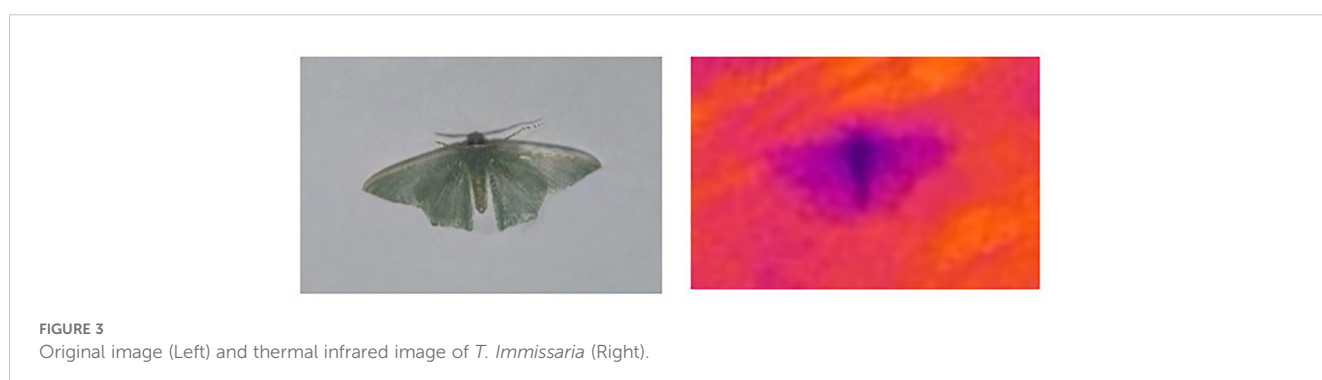 FIGURE 3
Original image (Left) and thermal infrared image of T. Immissaria (Right).